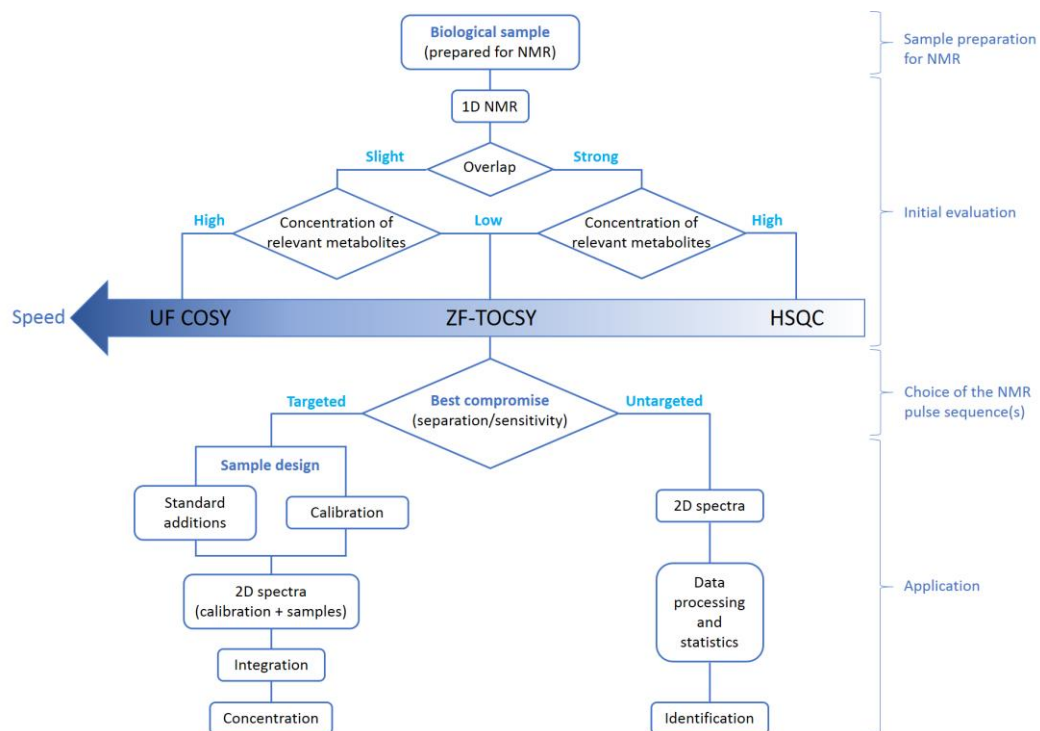 Biological sample
(prepared for NMR)
Sample preparation
for NMR
1D NMR
Slight
Strong
Overlap
High
Concentration of
relevant metabolites
Low
Concentration of
relevant metabolites
High
Initial evaluation
Speed
UF COSY
ZF-TOCSY
HSQC
Targeted
Best compromise
(separation/sensitivity)
Untargeted
Choice of the NMR
pulse sequence(s)
Sample design
Standard
additions
Calibration
2D spectra
2D spectra
(calibration + samples)
Data
processing
and
statistics
Application
Integration
Concentration
Identification